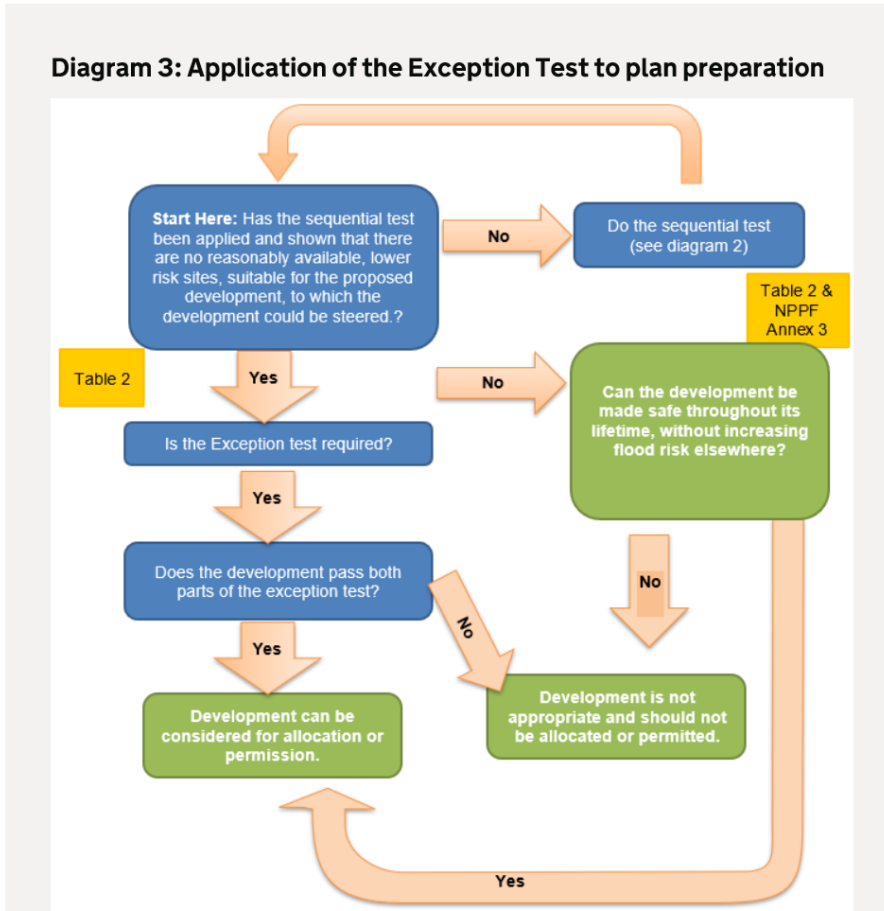 Diagram 3: Application of the Exception Test to plan preparation
Start Here: Has the sequential test
been applied and shown that there
are no reasonably available, lower
risk sites, suitable for the proposed
development, to which the
development could be steered.?
No
Do the sequential test
(see diagram 2)
Table 2 &
NPPF
Annex 3
Table 2
Yes
No
Can the development be
made safe throughout its
lifetime, without increasing
flood risk elsewhere?
Is the Exception test required?
Yes
Does the development pass both
parts of the exception test?
No
No
Yes
Development can be
considered for allocation or
permission.
Development is not
appropriate and should not
be allocated or permitted.
Yes